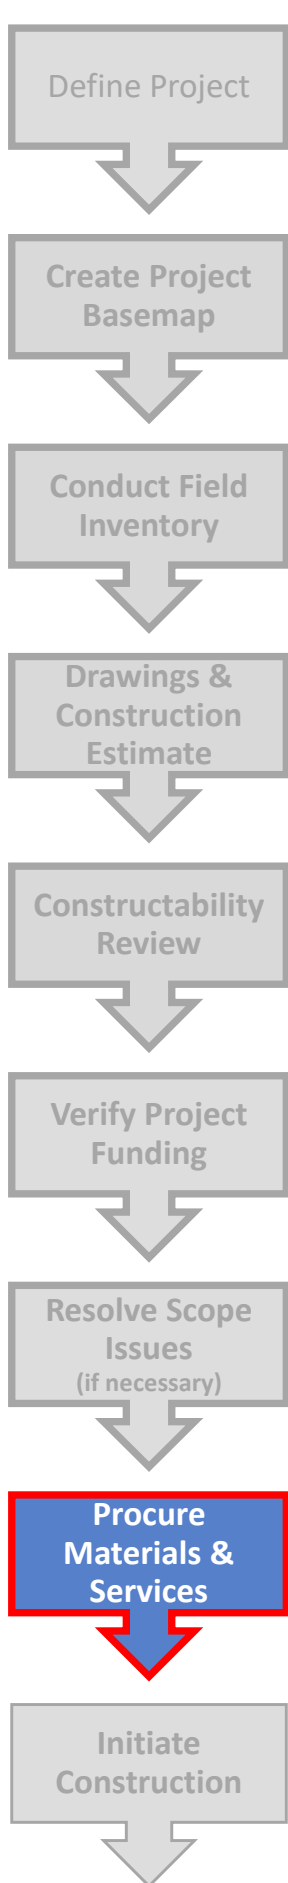 Define Project
Create Project
Basemap
Conduct Field
Inventory
Drawings &
Construction
Estimate
Constructability
Review
Verify Project
Funding
Resolve Scope
Issues
(if necessary)
Procure
Materials &
Services
Initiate
Construction